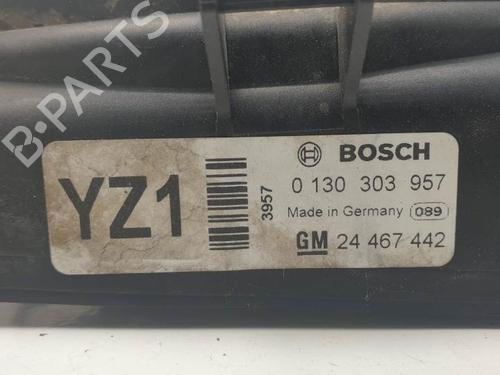 B-PARTS
YZ1
3957
BOSCH
0 130 303 957
Made in Germany 089
GM 24 467 442